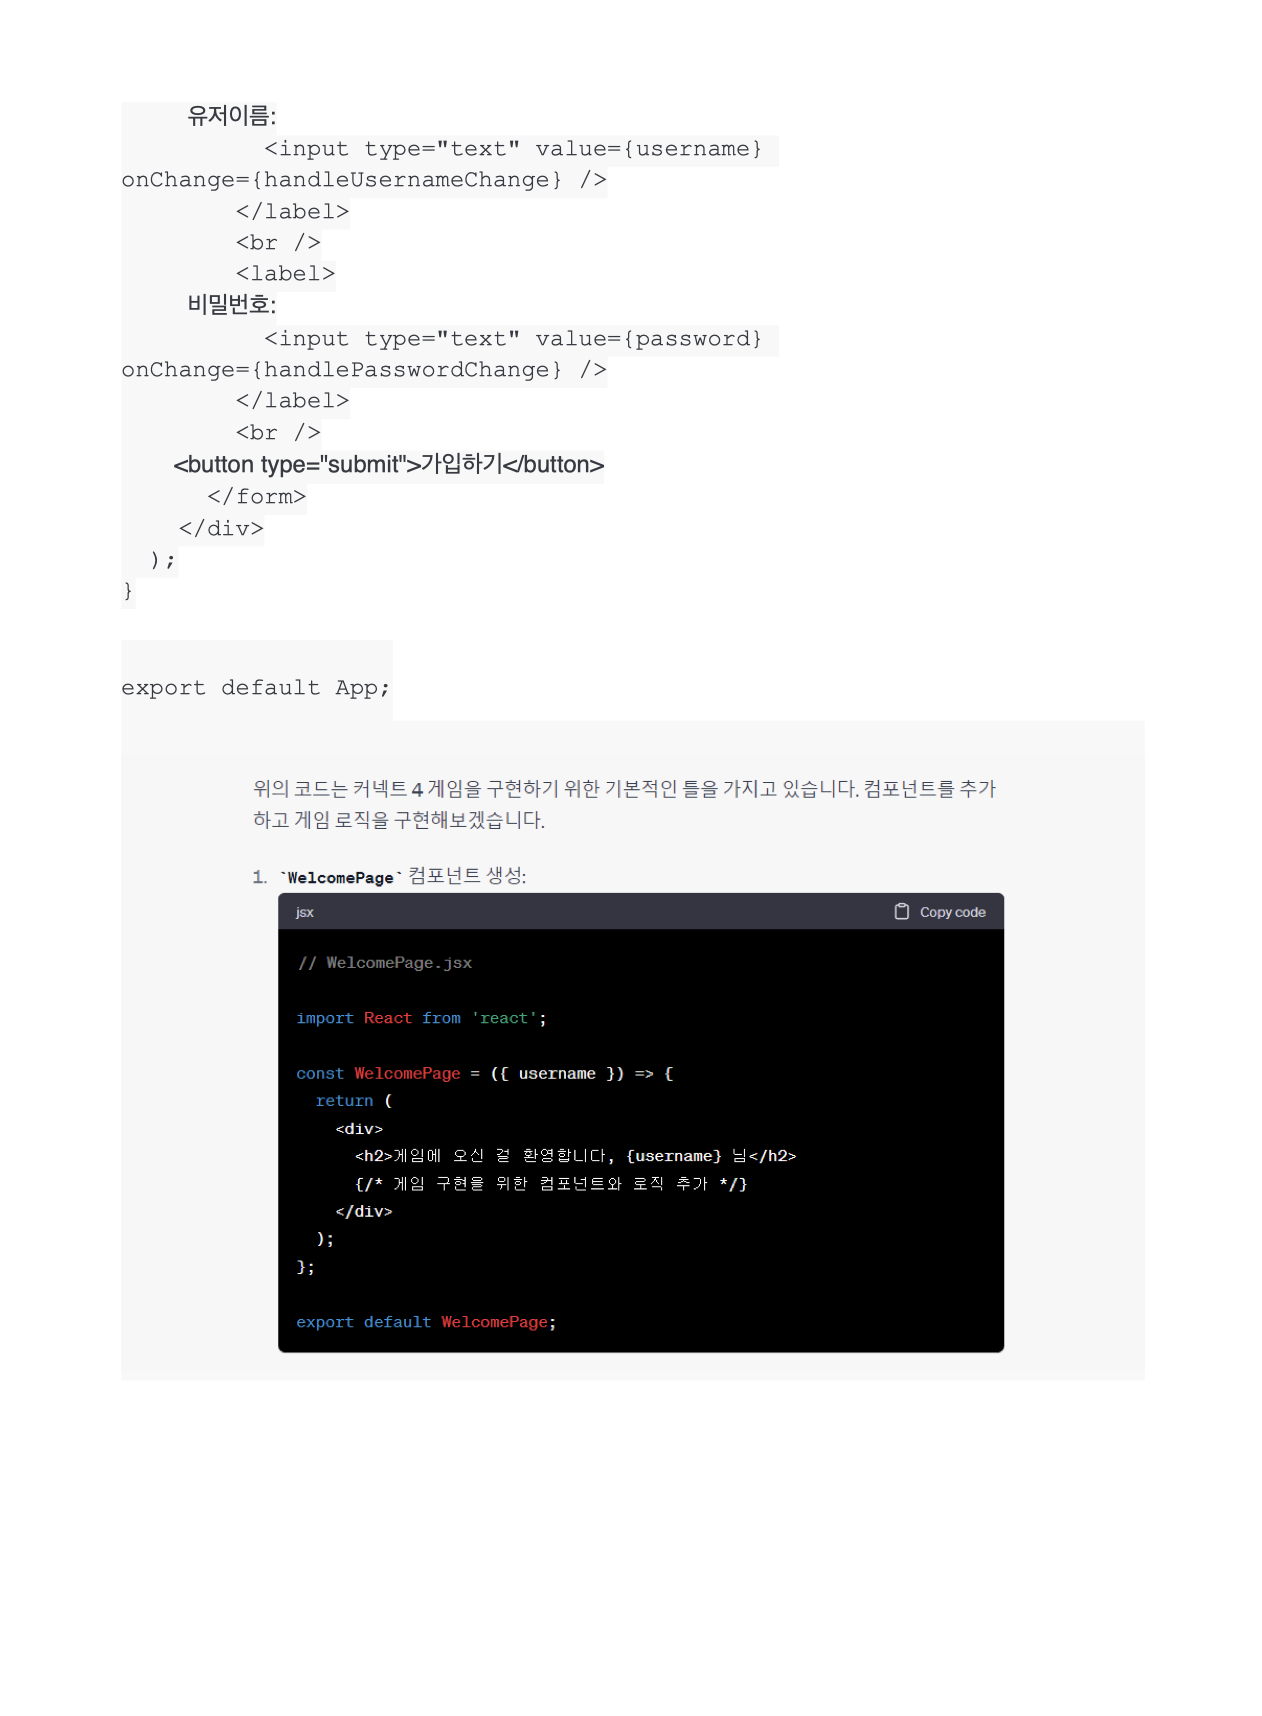 유저이름:
<input type="text" value={username}
onChange={handleUsernameChange} />
</label>
<br />
<label>
비밀번호:
<input type="text" value={password}
onChange={handlePasswordChange} />
</label>
<br />
<button type="submit">가입하기</button>
</form>
</div>
);
}
export default App;
위의 코드는 커넥트 4 게임을 구현하기 위한 기본적인 틀을 가지고 있습니다. 컴포넌트를 추가
하고 게임 로직을 구현해보겠습니다.
1. `WelcomePage` 컴포넌트 생성:
jsx Copy code
// WelcomePage.jsx
import React from 'react';
const WelcomePage = ({ username }) => {
return (
<div>
<h2>게임에 오신 걸 환영합니다, {username} 님</h2>
{/* 게임 구현을 위한 컴포넌트와 로직 추가 */}
</div>
);
};
export default WelcomePage;